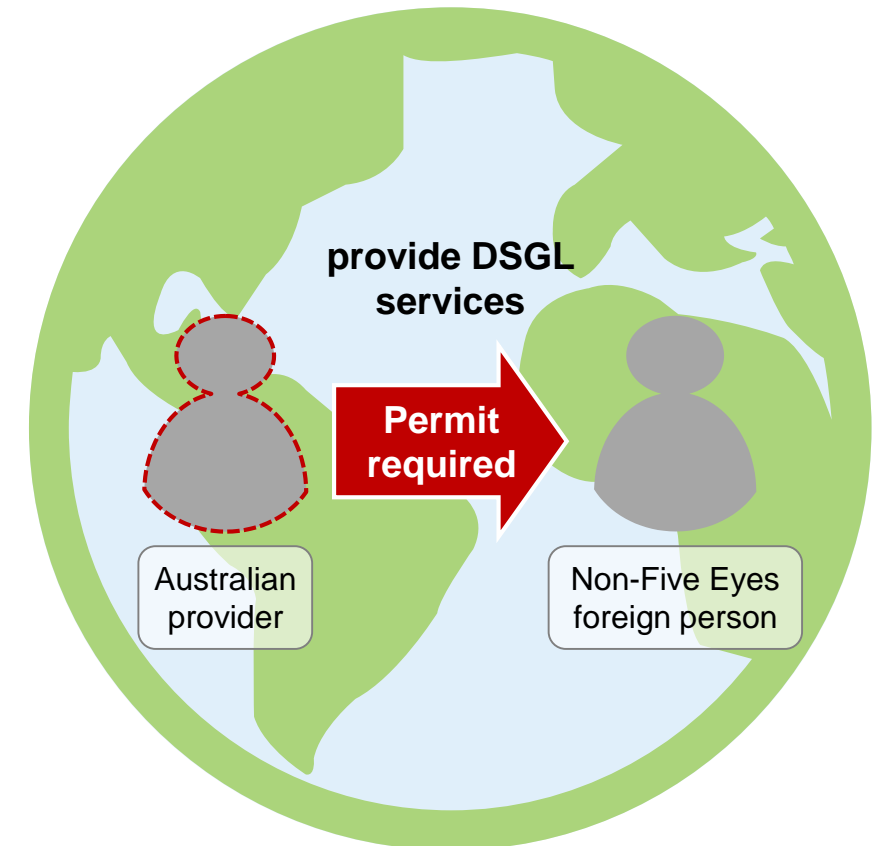 provide DSGL
services
Permit
required
Australian
provider
Non-Five Eyes
foreign person